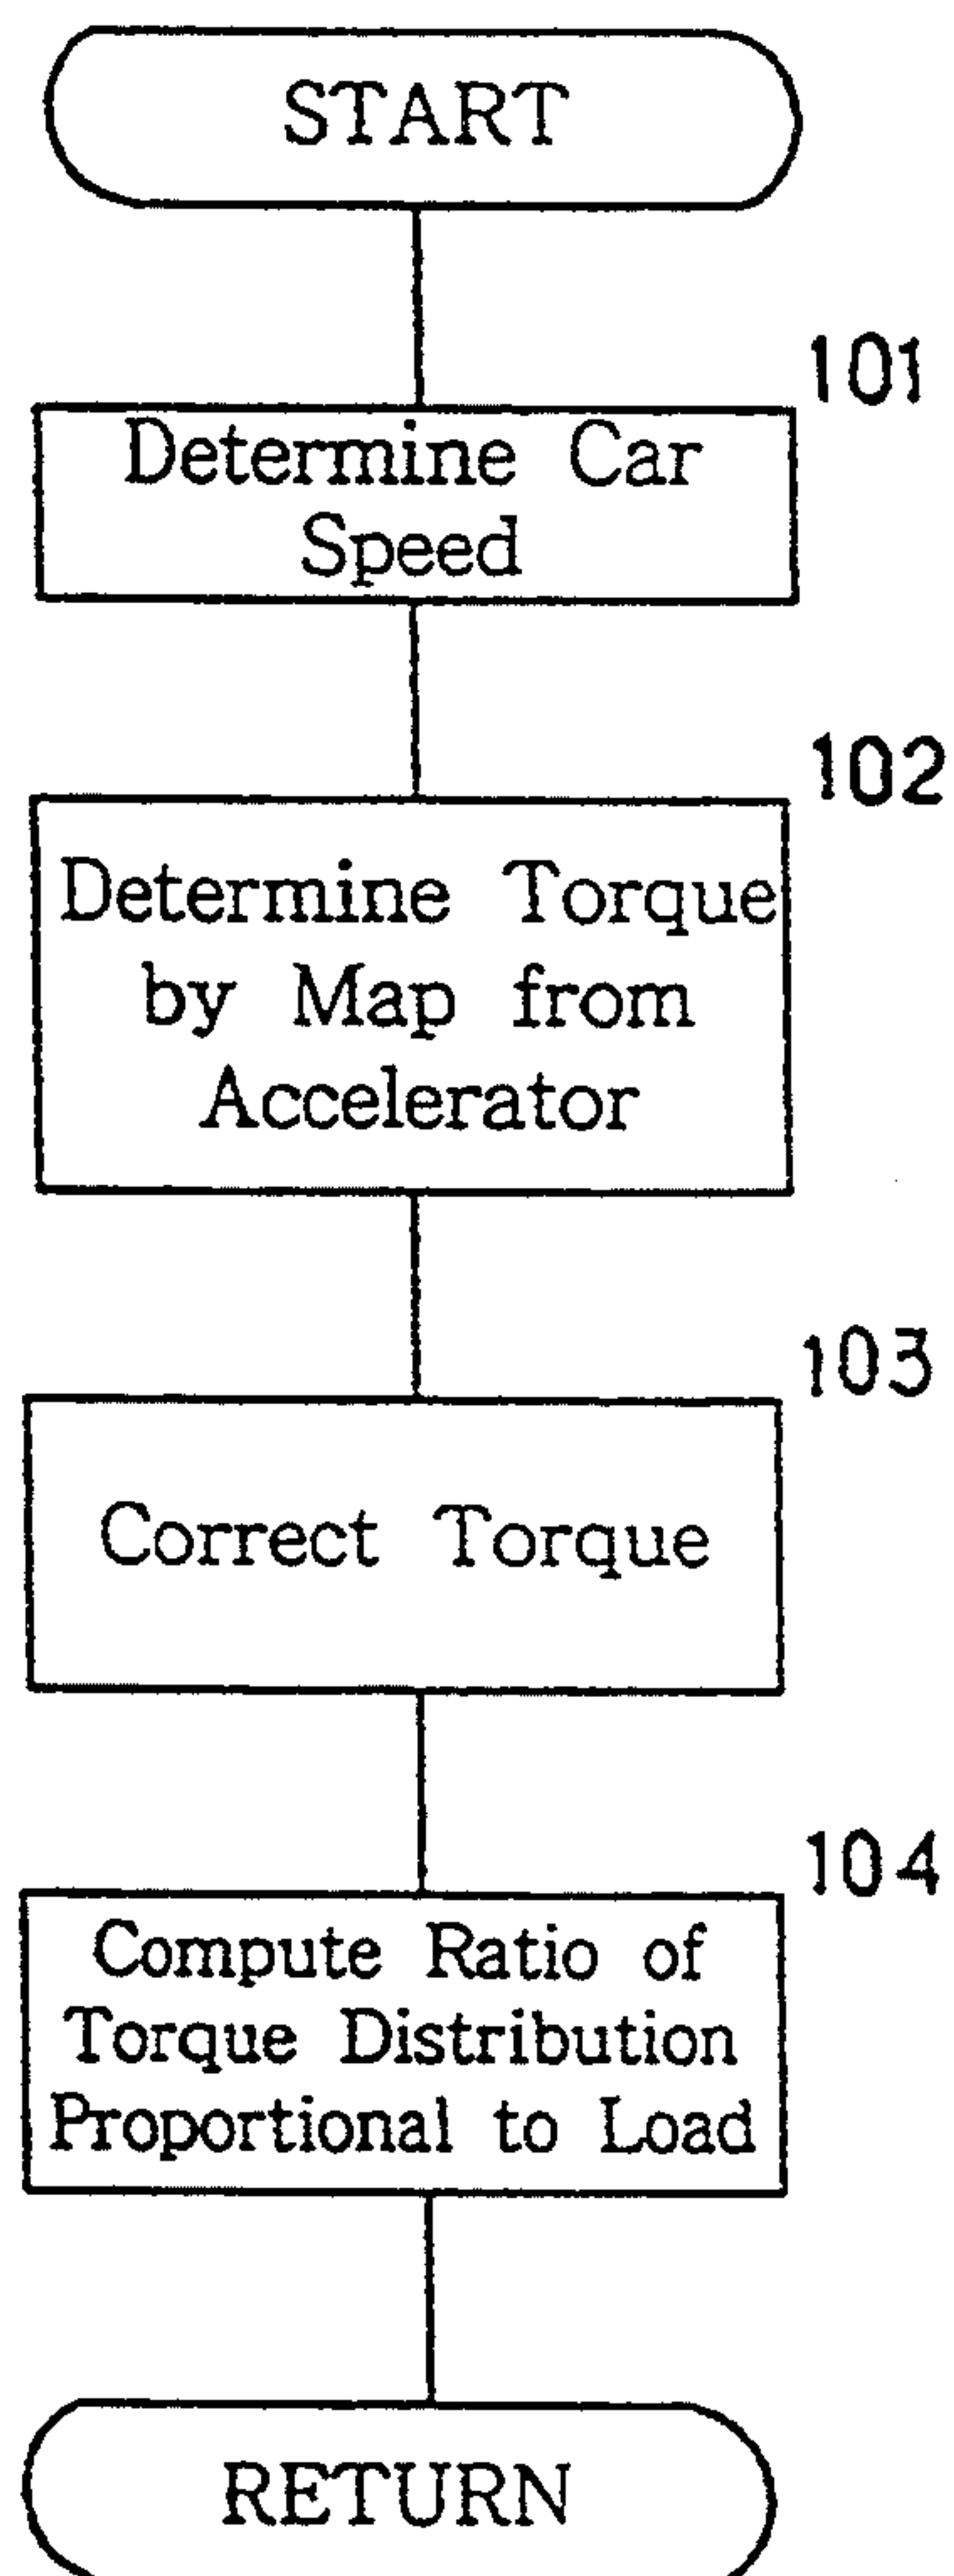 START
101
Determine Car
Speed
102
Determine Torque
by Map from
Accelerator
103
Correct Torque
104
Compute Ratio of
Torque Distribution
Proportional to Load
RETURN